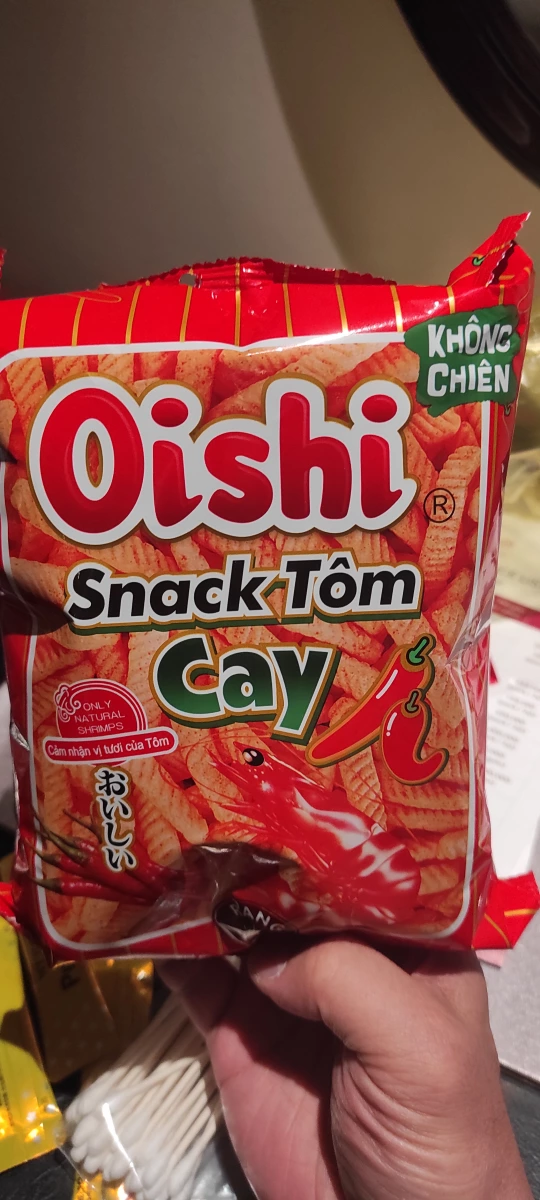 KHÔNG
CHIÊN
Oishi
®
Snack Tôm
Cay
ONLY
NATURAL
SHRIMPS
Cảm nhận vị tươi của Tôm
おいしい